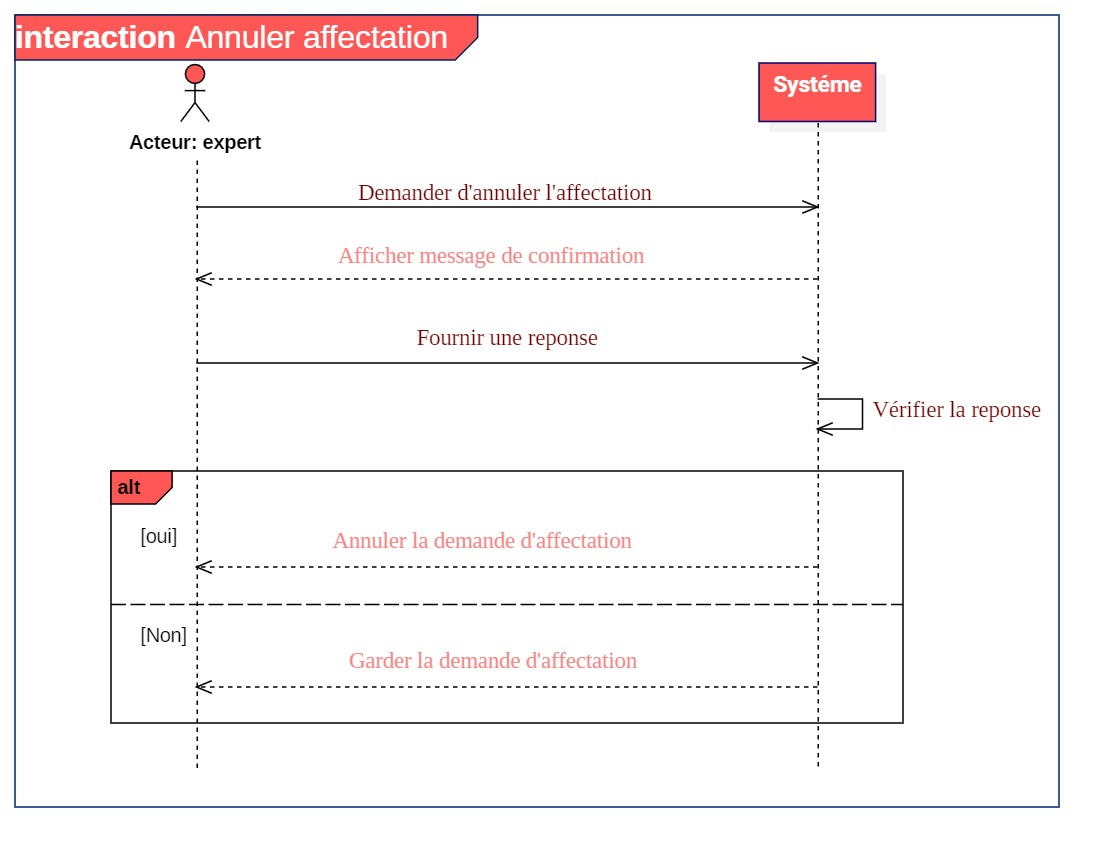 interaction Annuler affectation
Systéme
Acteur: expert
Demander d'annuler l'affectation
Afficher message de confirmation
Fournir une reponse
Vérifier la reponse
alt
[oui]
Annuler la demande d'affectation
[Non]
Garder la demande d'affectation